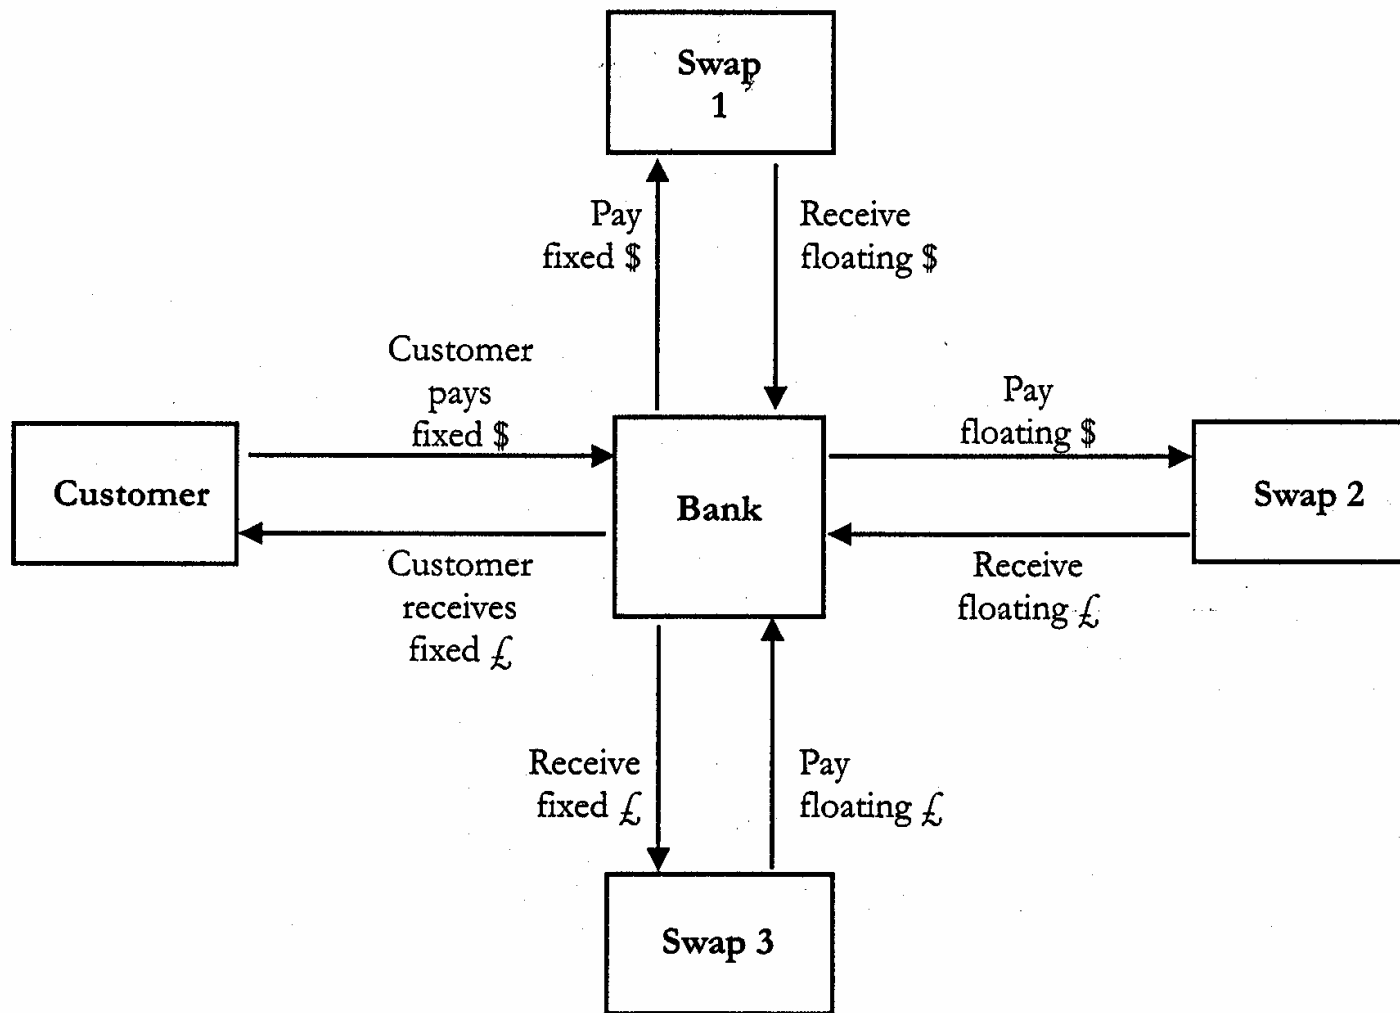 Swap
1
Pay
fixed $
Receive
floating $
Customer
pays
fixed $
Pay
floating $
Customer
Bank
Swap 2
Customer
receives
fixed £
Receive
floating £
Receive
fixed £
Pay
floating £
Swap 3